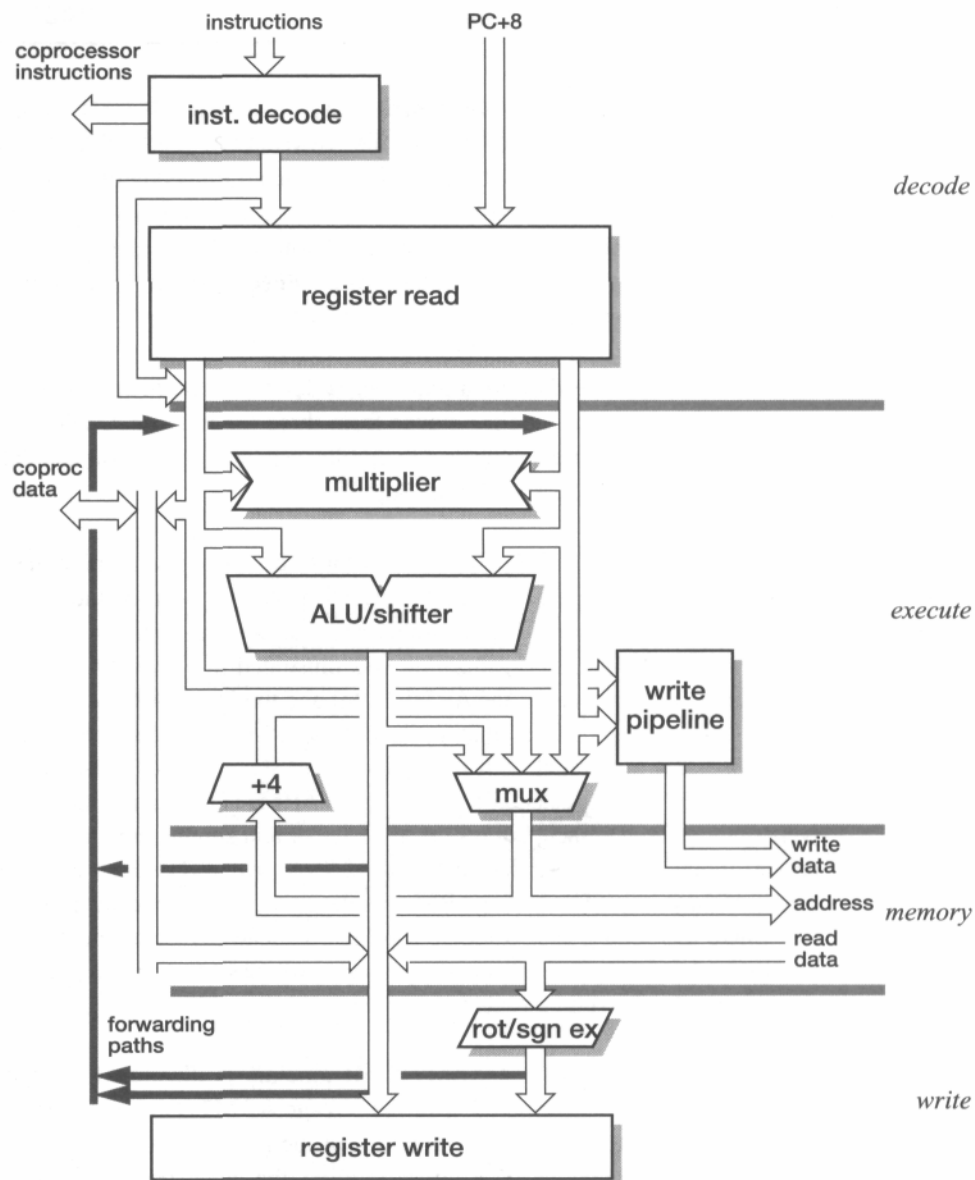 instructions
PC+8
coprocessor
instructions
inst. decode
decode
register read
coproc
data
multiplier
ALU/shifter
execute
write
pipeline
+4
mux
write
data
address
memory
read
data
rot/sgn ex
forwarding
paths
write
register write